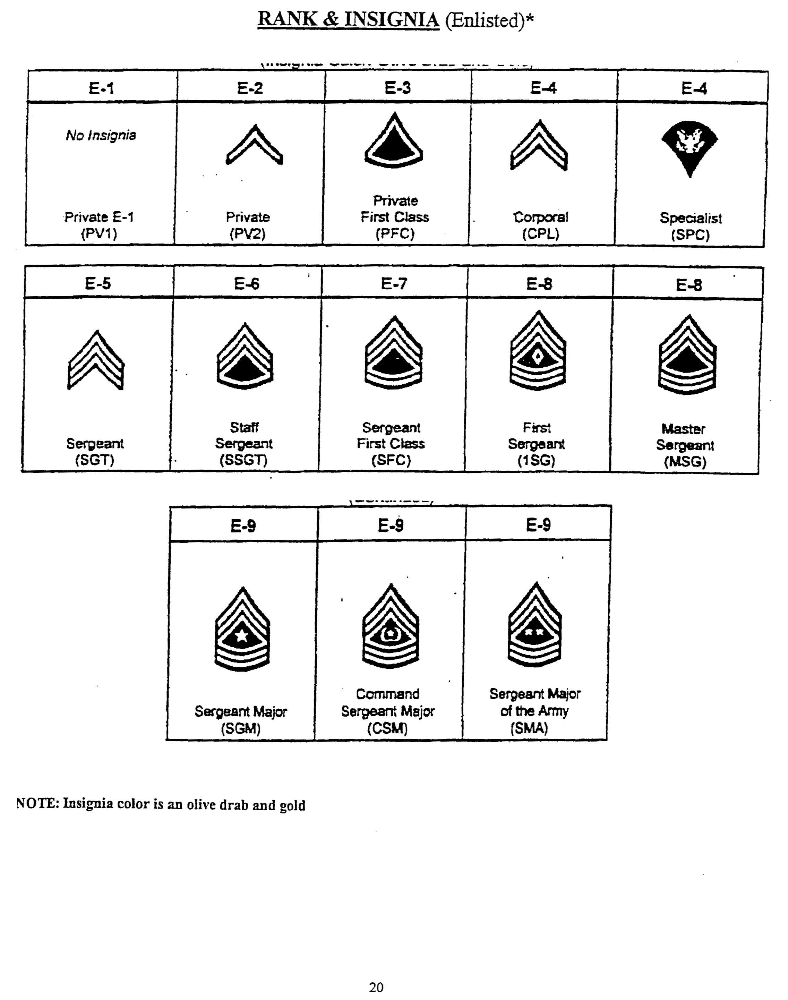 RANK & INSIGNIA (Enlisted)*
E-1 E-2 E-3 E-4 E-4
No Insignia
Private E-1
(PV1)
Private
(PV2)
Private
First Class
(PFC)
Corporal
(CPL)
Specialist
(SPC)
E-5 E-6 E-7 E-8 E-8
Sergeant
(SGT)
Staff
Sergeant
(SSGT)
Sergeant
First Class
(SFC)
First
Sergeant
(1SG)
Master
Sergeant
(MSG)
E-9 E-9 E-9
Sergeant Major
(SGM)
Command
Sergeant Major
(CSM)
Sergeant Major
of the Army
(SMA)
NOTE: Insignia color is an olive drab and gold
20